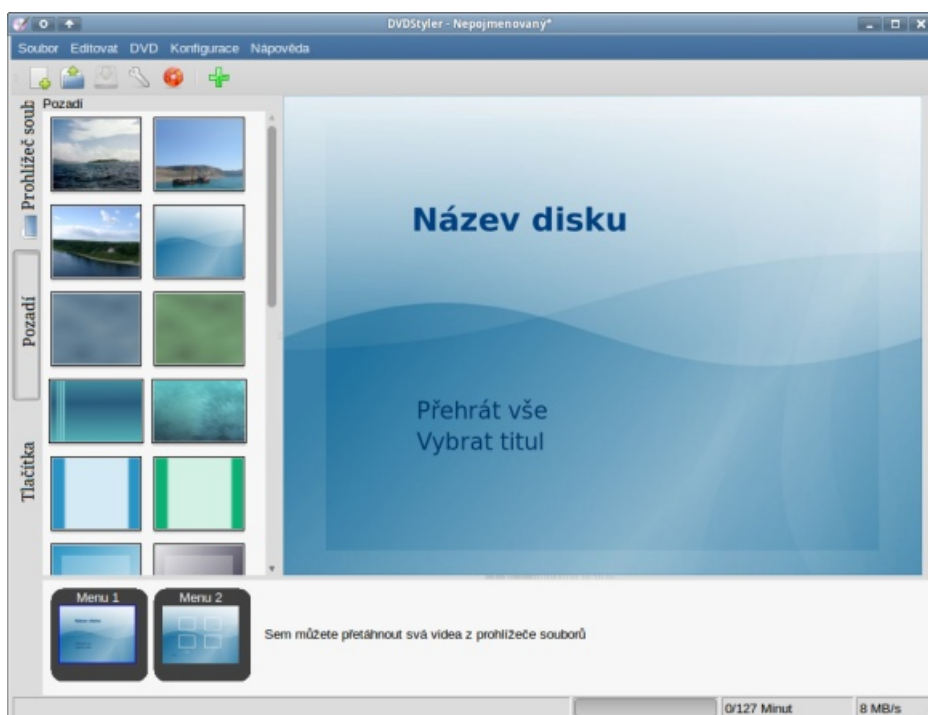 DVDStyler - Nepojmenovaný*
Soubor Editovat DVD Konfigurace Nápověda
Prohlížeč soub
Pozadí
Pozadí
Tlačítka
Název disku
Přehrát vše
Vybrat titul
Menu 1
Menu 2
Sem můžete přetáhnout svá videa z prohlížeče souborů
0/127 Minut
8 MB/s